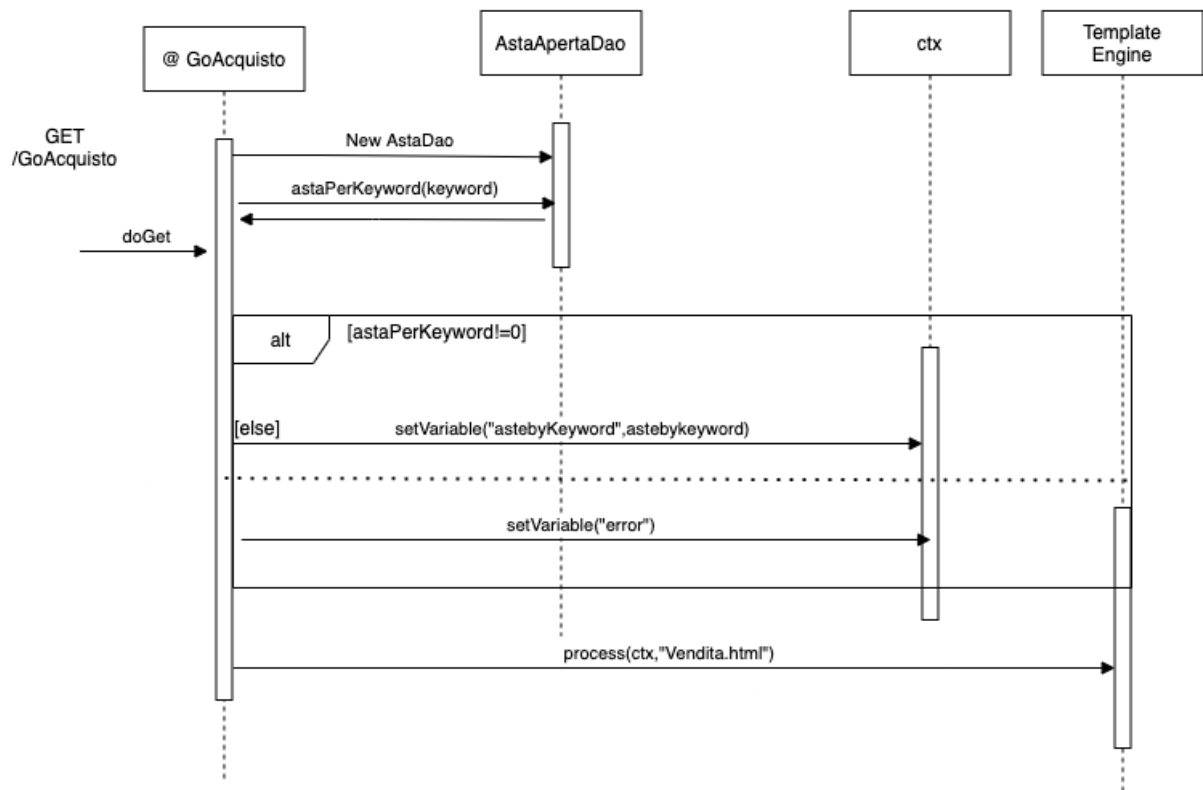 @ GoAcquisto
AstaApertaDao
ctx
Template
Engine
GET
/GoAcquisto
New AstaDao
astaPerKeyword(keyword)
doGet
alt
[astaPerKeyword!=0]
[else]
setVariable("astebyKeyword",astebykeyword)
setVariable("error")
process(ctx,"Vendita.html")